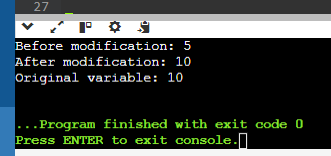 27
Before modification: 5
After modification: 10
Original variable: 10
...Program finished with exit code 0
Press ENTER to exit console.